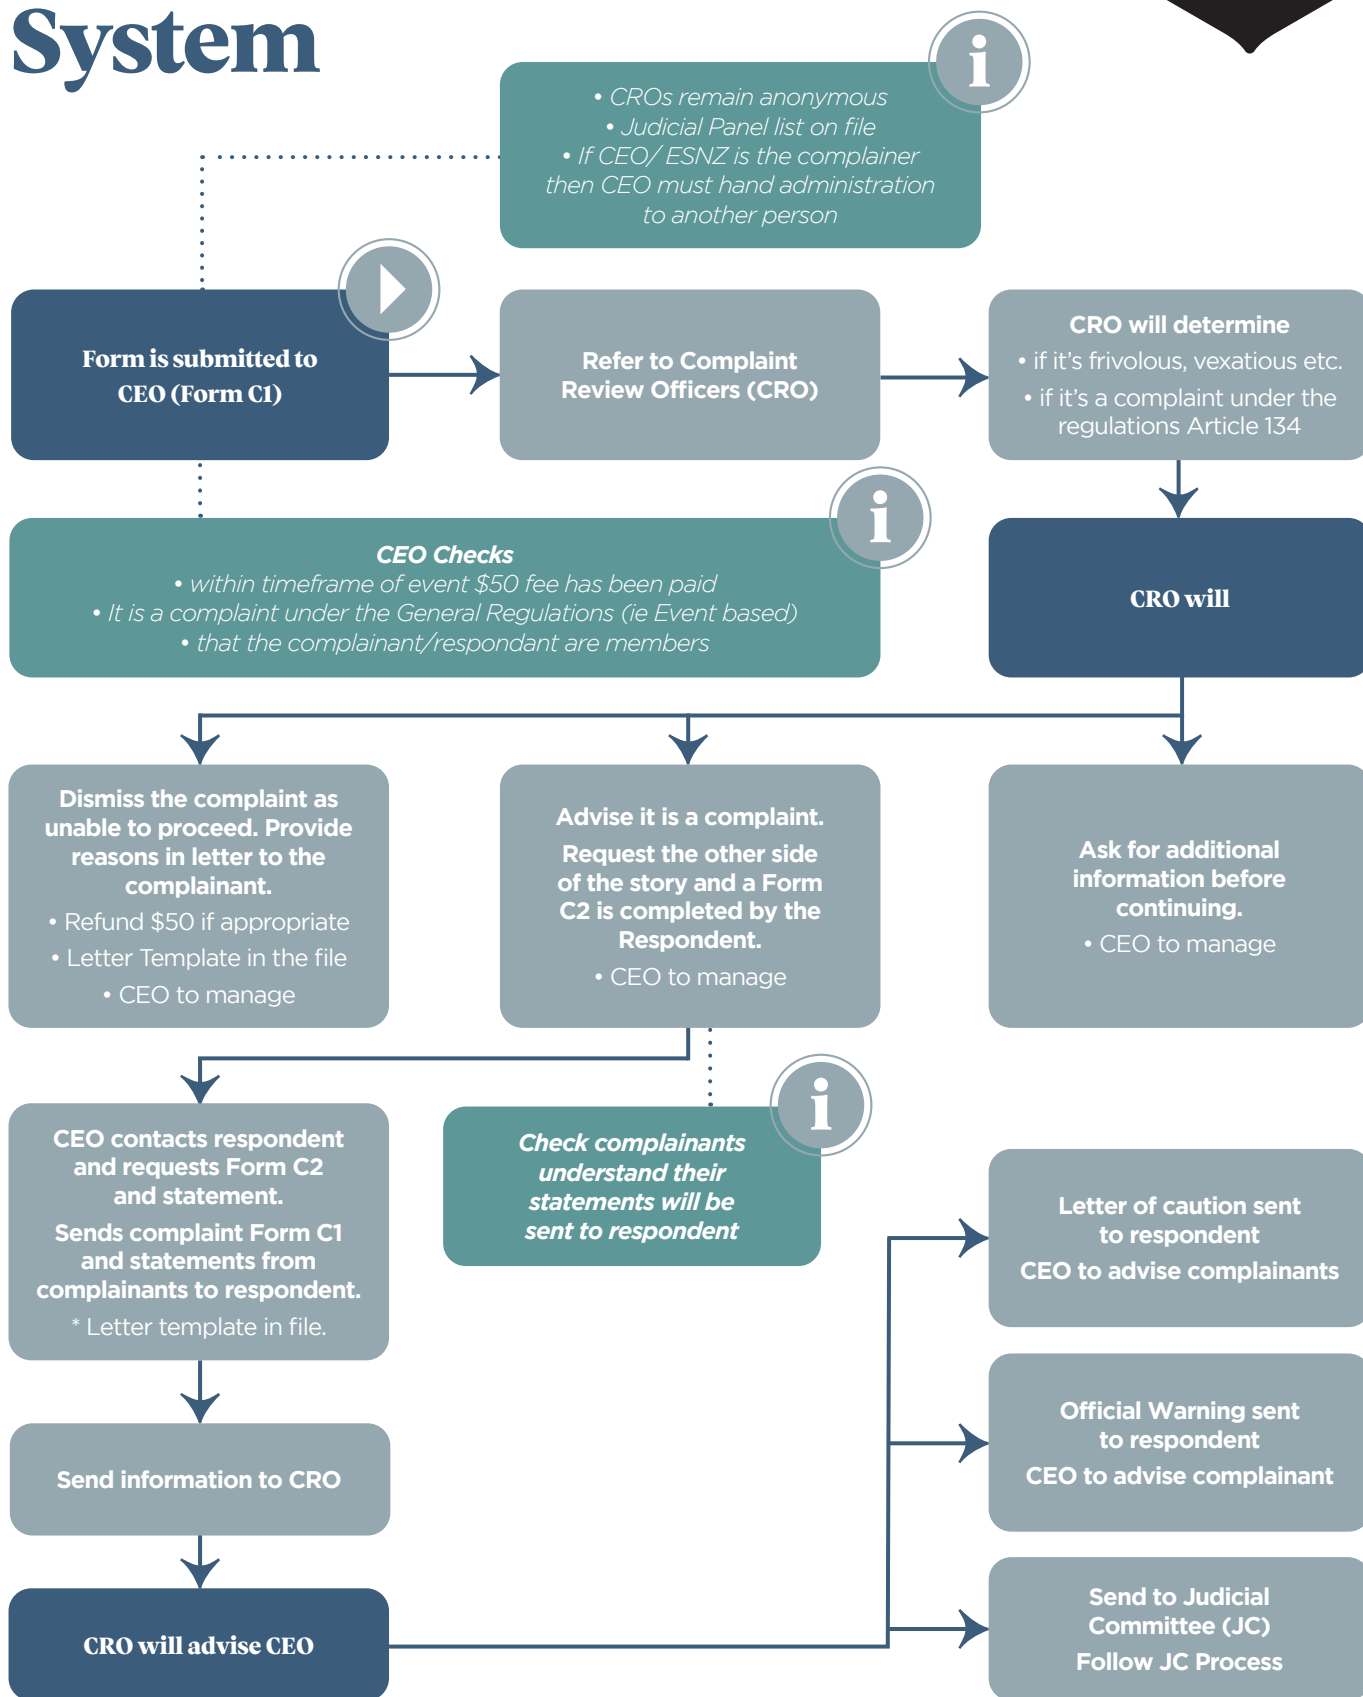 System
• CROs remain anonymous
• Judicial Panel list on file
• If CEO/ ESNZ is the complainer
then CEO must hand administration
to another person
Form is submitted to
CEO (Form C1)
Refer to Complaint
Review Officers (CRO)
CRO will determine
• if it's frivolous, vexatious etc.
• if it's a complaint under the
regulations Article 134
CEO Checks
• within timeframe of event $50 fee has been paid
• It is a complaint under the General Regulations (ie Event based)
• that the complainant/respondant are members
CRO will
Dismiss the complaint as
unable to proceed. Provide
reasons in letter to the
complainant.
• Refund $50 if appropriate
• Letter Template in the file
• CEO to manage
Advise it is a complaint.
Request the other side
of the story and a Form
C2 is completed by the
Respondent.
• CEO to manage
Ask for additional
information before
continuing.
• CEO to manage
CEO contacts respondent
and requests Form C2
and statement.
Sends complaint Form C1
and statements from
complainants to respondent.
* Letter template in file.
Check complainants
understand their
statements will be
sent to respondent
Letter of caution sent
to respondent
CEO to advise complainants
Official Warning sent
to respondent
CEO to advise complainant
Send information to CRO
CRO will advise CEO
Send to Judicial
Committee (JC)
Follow JC Process